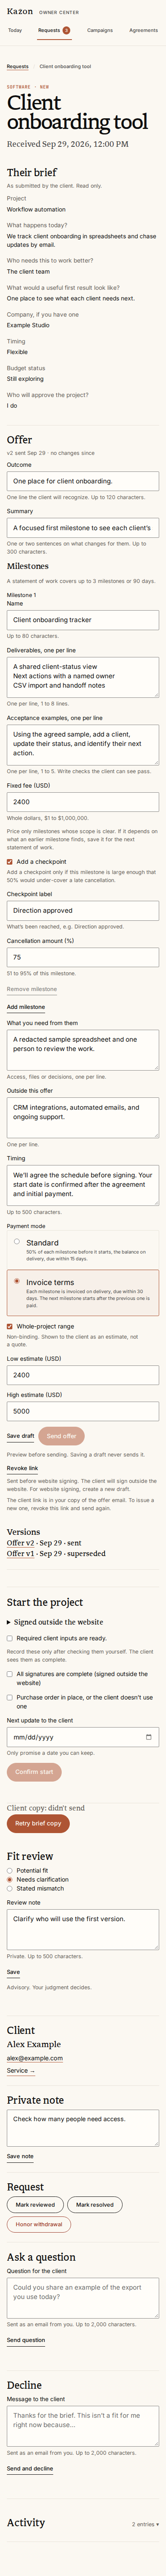 Kazon OWNER CENTER
Today Requests 3 Campaigns Agreements
Requests Client onboarding tool
SOFTWARE · NEW
Client
onboarding tool
Received Sep 29, 2026, 12:00 PM
Their brief
As submitted by the client. Read only.
Project
Workflow automation
What happens today?
We track client onboarding in spreadsheets and chase
updates by email.
Who needs this to work better?
The client team
What would a useful first result look like?
One place to see what each client needs next.
Company, if you have one
Example Studio
Timing
Flexible
Budget status
Still exploring
Who will approve the project?
I do
Offer
v2 sent Sep 29 · no changes since
Outcome
One place for client onboarding.
One line the client will recognize. Up to 120 characters.
Summary
A focused first milestone to see each client's
One or two sentences on what changes for them. Up to
300 characters.
Milestones
A statement of work covers up to 3 milestones or 90 days.
Milestone 1
Name
Client onboarding tracker
Up to 80 characters.
Deliverables, one per line
A shared client-status view
Next actions with a named owner
CSV import and handoff notes
One per line, 1 to 8 lines.
Acceptance examples, one per line
Using the agreed sample, add a client,
update their status, and identify their next
action.
One per line, 1 to 5. Write checks the client can see pass.
Fixed fee (USD)
2400
Whole dollars, $1 to $1,000,000.
Price only milestones whose scope is clear. If it depends on
what an earlier milestone finds, save it for the next
statement of work.
Add a checkpoint
Add a checkpoint only if this milestone is large enough that
50% would under-cover a late cancellation.
Checkpoint label
Direction approved
What's been reached, e.g. Direction approved.
Cancellation amount (%)
75
51 to 95% of this milestone.
Remove milestone
Add milestone
What you need from them
A redacted sample spreadsheet and one
person to review the work.
Access, files or decisions, one per line.
Outside this offer
CRM integrations, automated emails, and
ongoing support.
One per line.
Timing
We'll agree the schedule before signing. Your
start date is confirmed after the agreement
and initial payment.
Up to 500 characters.
Payment mode
Standard
50% of each milestone before it starts, the balance on
delivery, due within 15 days.
Invoice terms
Each milestone is invoiced on delivery, due within 30
days. The next milestone starts after the previous one is
paid.
Whole-project range
Non-binding. Shown to the client as an estimate, not
a quote.
Low estimate (USD)
2400
High estimate (USD)
5000
Save draft Send offer
Preview before sending. Saving a draft never sends it.
Revoke link
Sent before website signing. The client will sign outside the
website. For website signing, create a new draft.
The client link is in your copy of the offer email. To issue a
new one, revoke this link and send again.
Versions
Offer v2 · Sep 29 · sent
Offer v1 · Sep 29 · superseded
Start the project
Signed outside the website
Required client inputs are ready.
Record these only after checking them yourself. The client
sees them as complete.
All signatures are complete (signed outside the
website)
Purchase order in place, or the client doesn't use
one
Next update to the client
mm/dd/yyyy
Only promise a date you can keep.
Confirm start
Client copy: didn't send
Retry brief copy
Fit review
Potential fit
Needs clarification
Stated mismatch
Review note
Clarify who will use the first version.
Private. Up to 500 characters.
Save
Advisory. Your judgment decides.
Client
Alex Example
alex@example.com
Service →
Private note
Check how many people need access.
Save note
Request
Mark reviewed Mark resolved
Honor withdrawal
Ask a question
Question for the client
Could you share an example of the export
you use today?
Sent as an email from you. Up to 2,000 characters.
Send question
Decline
Message to the client
Thanks for the brief. This isn't a fit for me
right now because…
Sent as an email from you. Up to 2,000 characters.
Send and decline
Activity 2 entries ▾